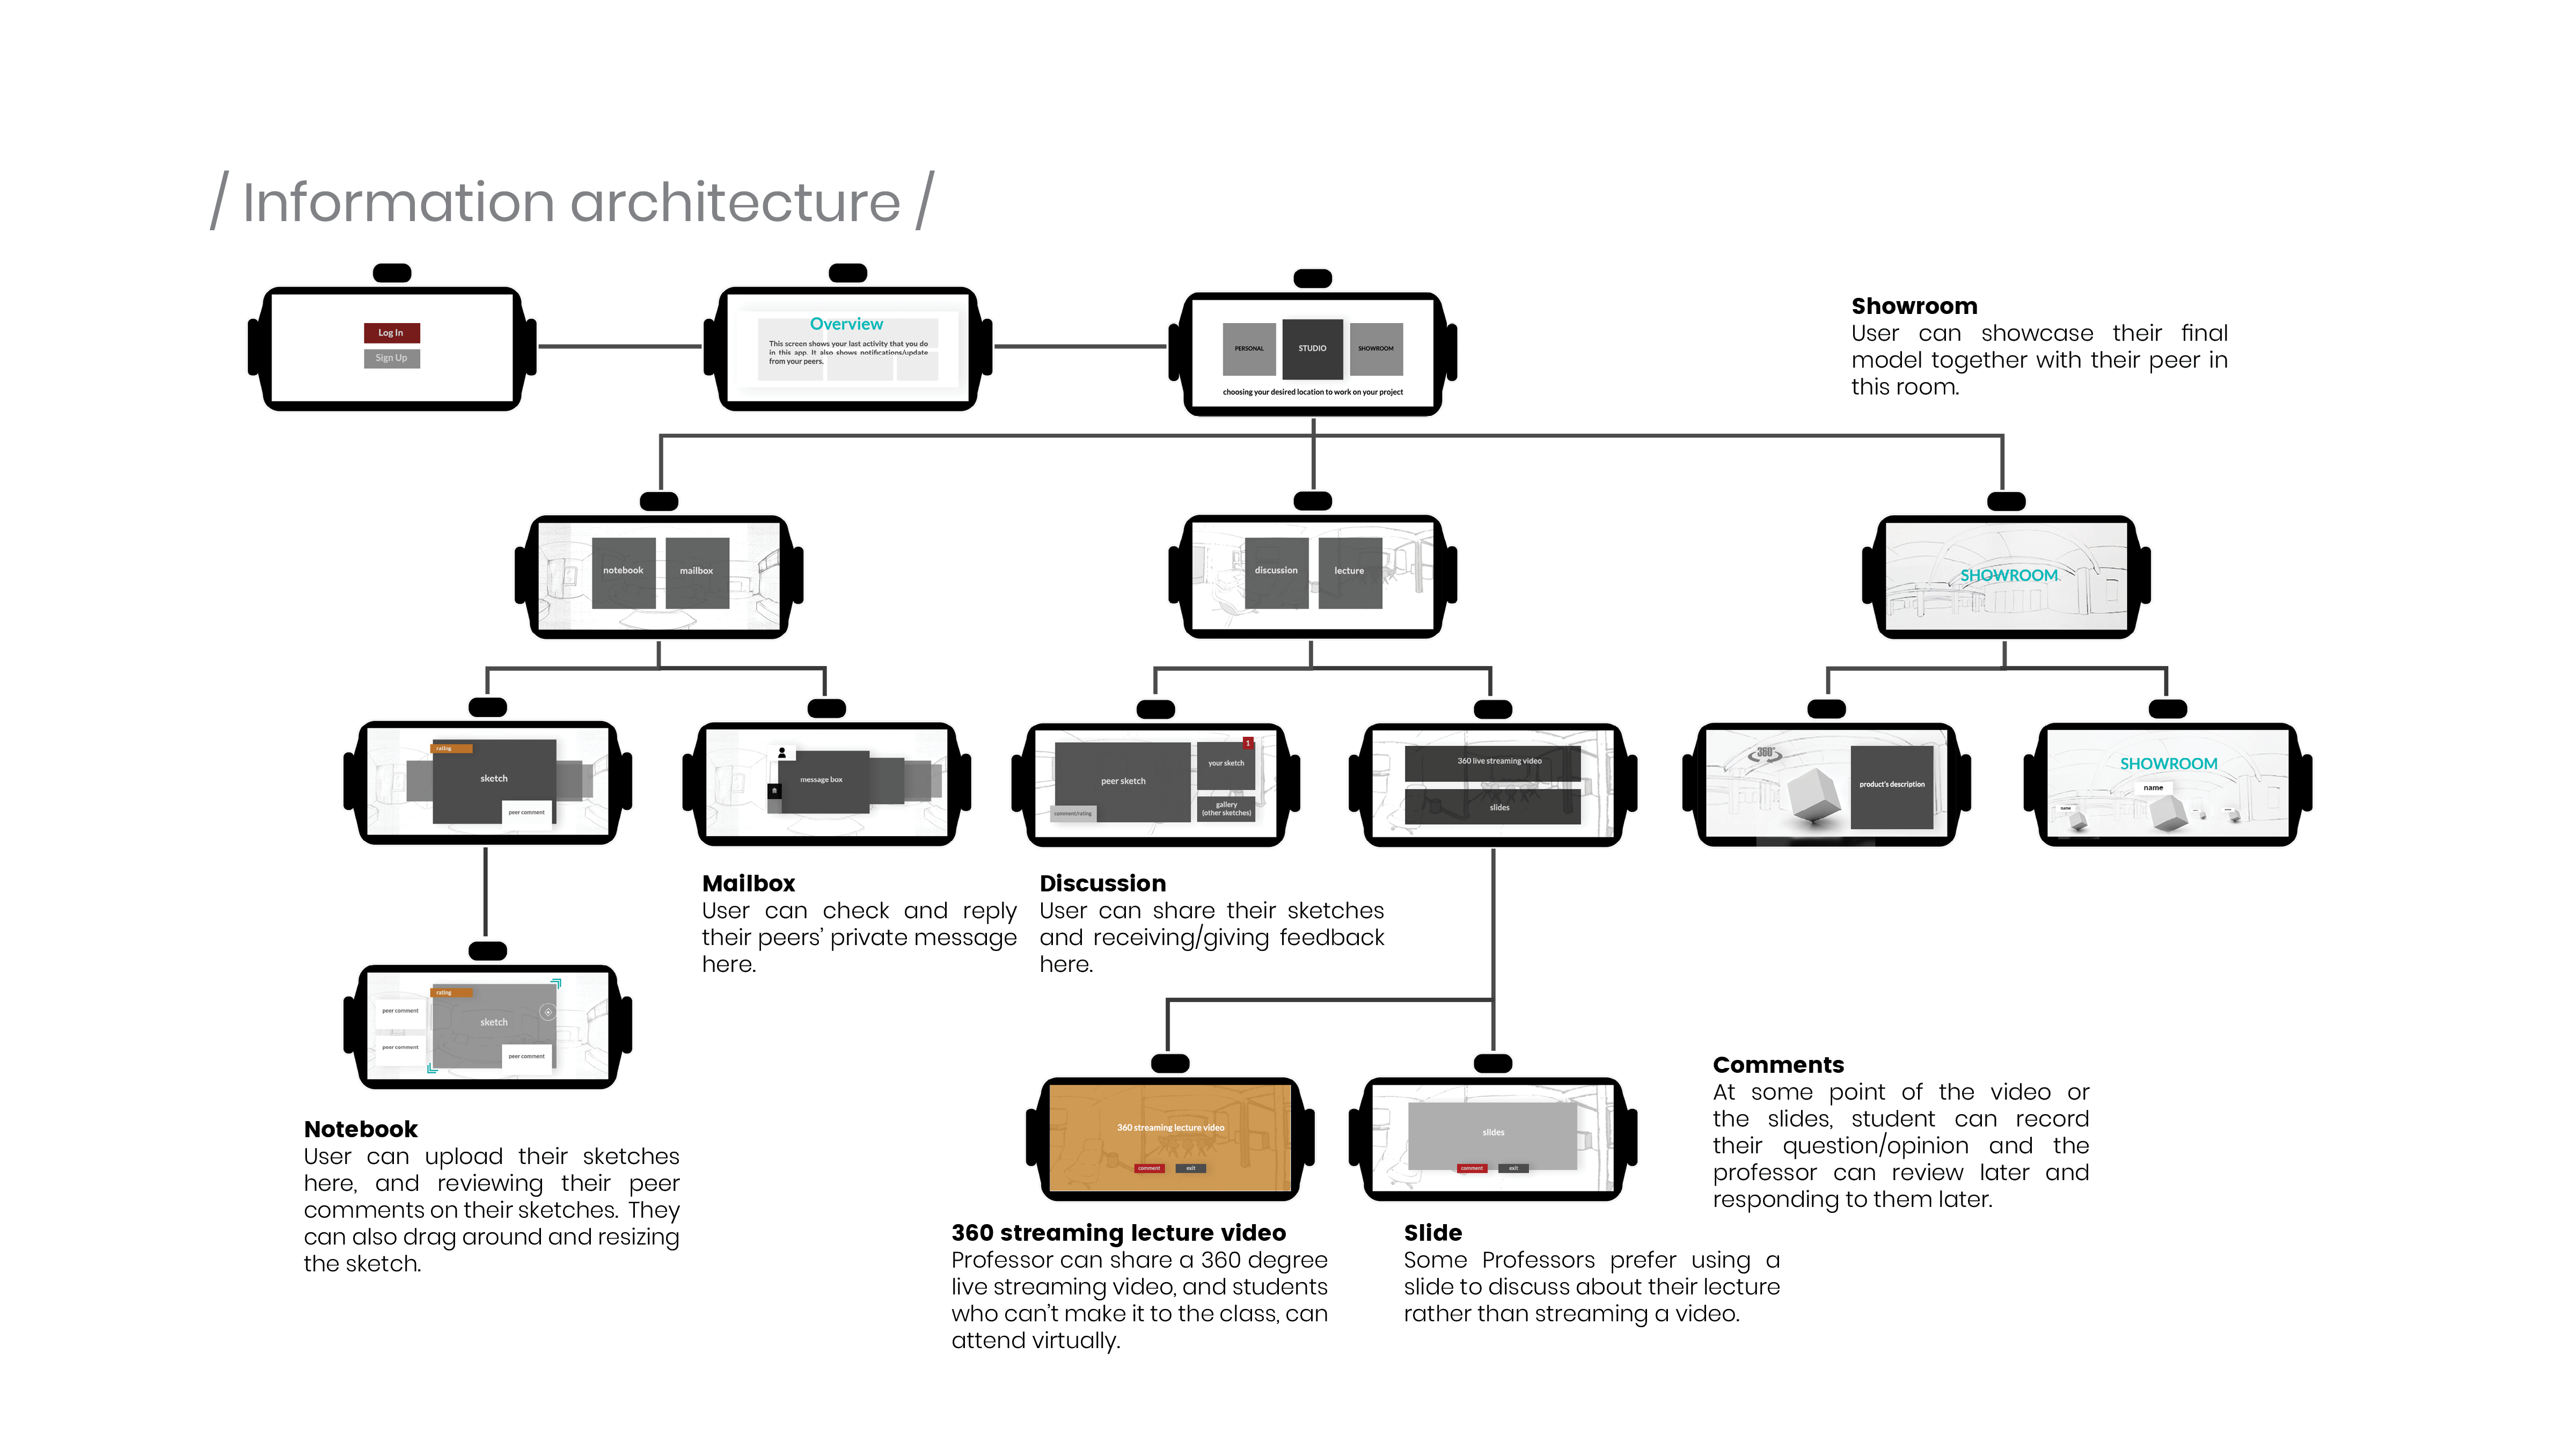 / Information architecture /
Log In
Sign Up
Overview
This screen shows your last activity that you do
in this app. It also shows notifications/update
from your peers.
PERSONAL
STUDIO
SHOWROOM
choosing your desired location to work on your project
Showroom
User can showcase their final
model together with their peer in
this room.
notebook
mailbox
discussion
lecture
SHOWROOM
rating
sketch
peer comment
message box
peer sketch
comment/rating
1
your sketch
gallery
(other sketches)
360 live streaming video
slides
360°
product's description
SHOWROOM
name
name
Mailbox
User can check and reply
their peers' private message
here.
Discussion
User can share their sketches
and receiving/giving feedback
here.
rating
peer comment
sketch
peer comment
peer comment
Notebook
User can upload their sketches
here, and reviewing their peer
comments on their sketches. They
can also drag around and resizing
the sketch.
360 streaming lecture video
comment
exit
slides
comment
exit
Comments
At some point of the video or
the slides, student can record
their question/opinion and the
professor can review later and
responding to them later.
360 streaming lecture video
Professor can share a 360 degree
live streaming video, and students
who can't make it to the class, can
attend virtually.
Slide
Some Professors prefer using a
slide to discuss about their lecture
rather than streaming a video.